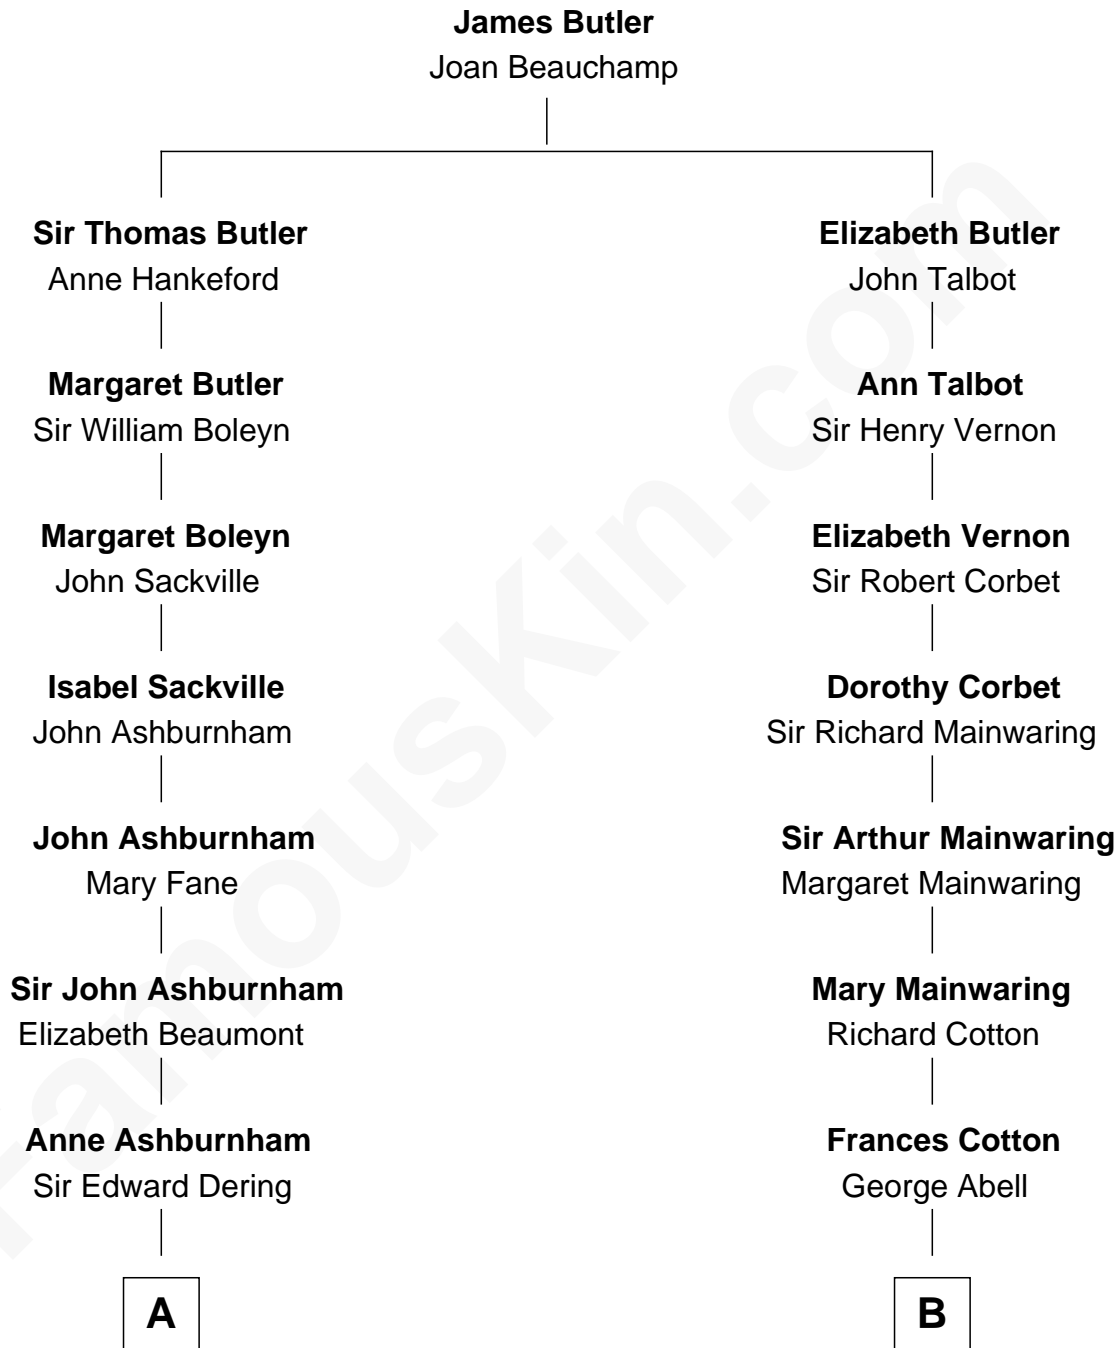 James Butler
Joan Beauchamp
Sir Thomas Butler
Anne Hankeford
Elizabeth Butler
John Talbot
Margaret Butler
Sir William Boleyn
Ann Talbot
Sir Henry Vernon
Margaret Boleyn
John Sackville
Elizabeth Vernon
Sir Robert Corbet
Isabel Sackville
John Ashburnham
Dorothy Corbet
Sir Richard Mainwaring
John Ashburnham
Mary Fane
Sir Arthur Mainwaring
Margaret Mainwaring
Sir John Ashburnham
Elizabeth Beaumont
Mary Mainwaring
Richard Cotton
Anne Ashburnham
Sir Edward Dering
Frances Cotton
George Abell
A
B
FamousKin.com